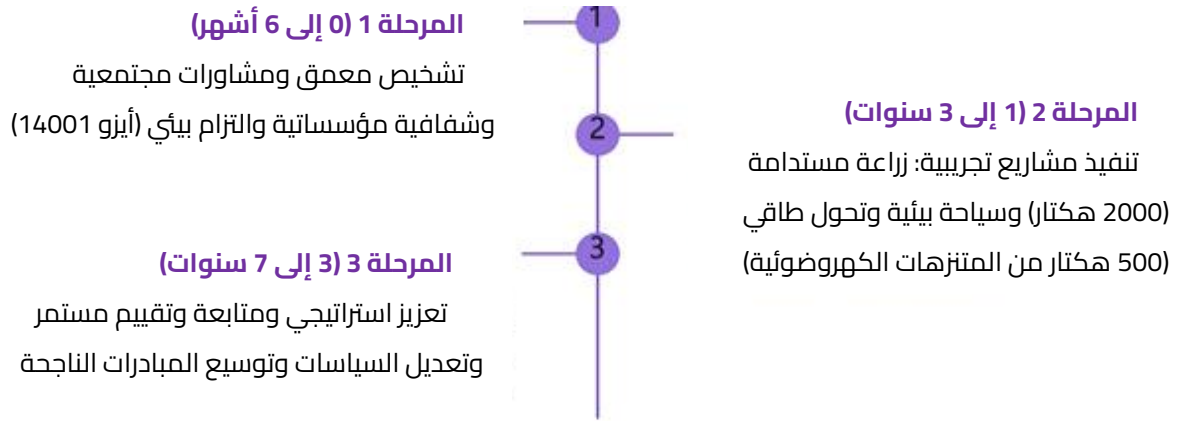 المرحلة 1 (0 إلى 6 أشهر)
تشخيص معمق ومشاورات مجتمعية
وشفافية مؤسساتية والتزام بيئي (أيزو 14001)
1
المرحلة 2 (1 إلى 3 سنوات)
تنفيذ مشاريع تجريبية: زراعة مستدامة
(2000 هكتار) وسياحة بيئية وتحول طاقي
(500 هكتار من المتنزهات الكهروضوئية)
2
المرحلة 3 (3 إلى 7 سنوات)
تعزيز استراتيجي ومتابعة وتقييم مستمر
وتعديل السياسات وتوسيع المبادرات الناجحة
3